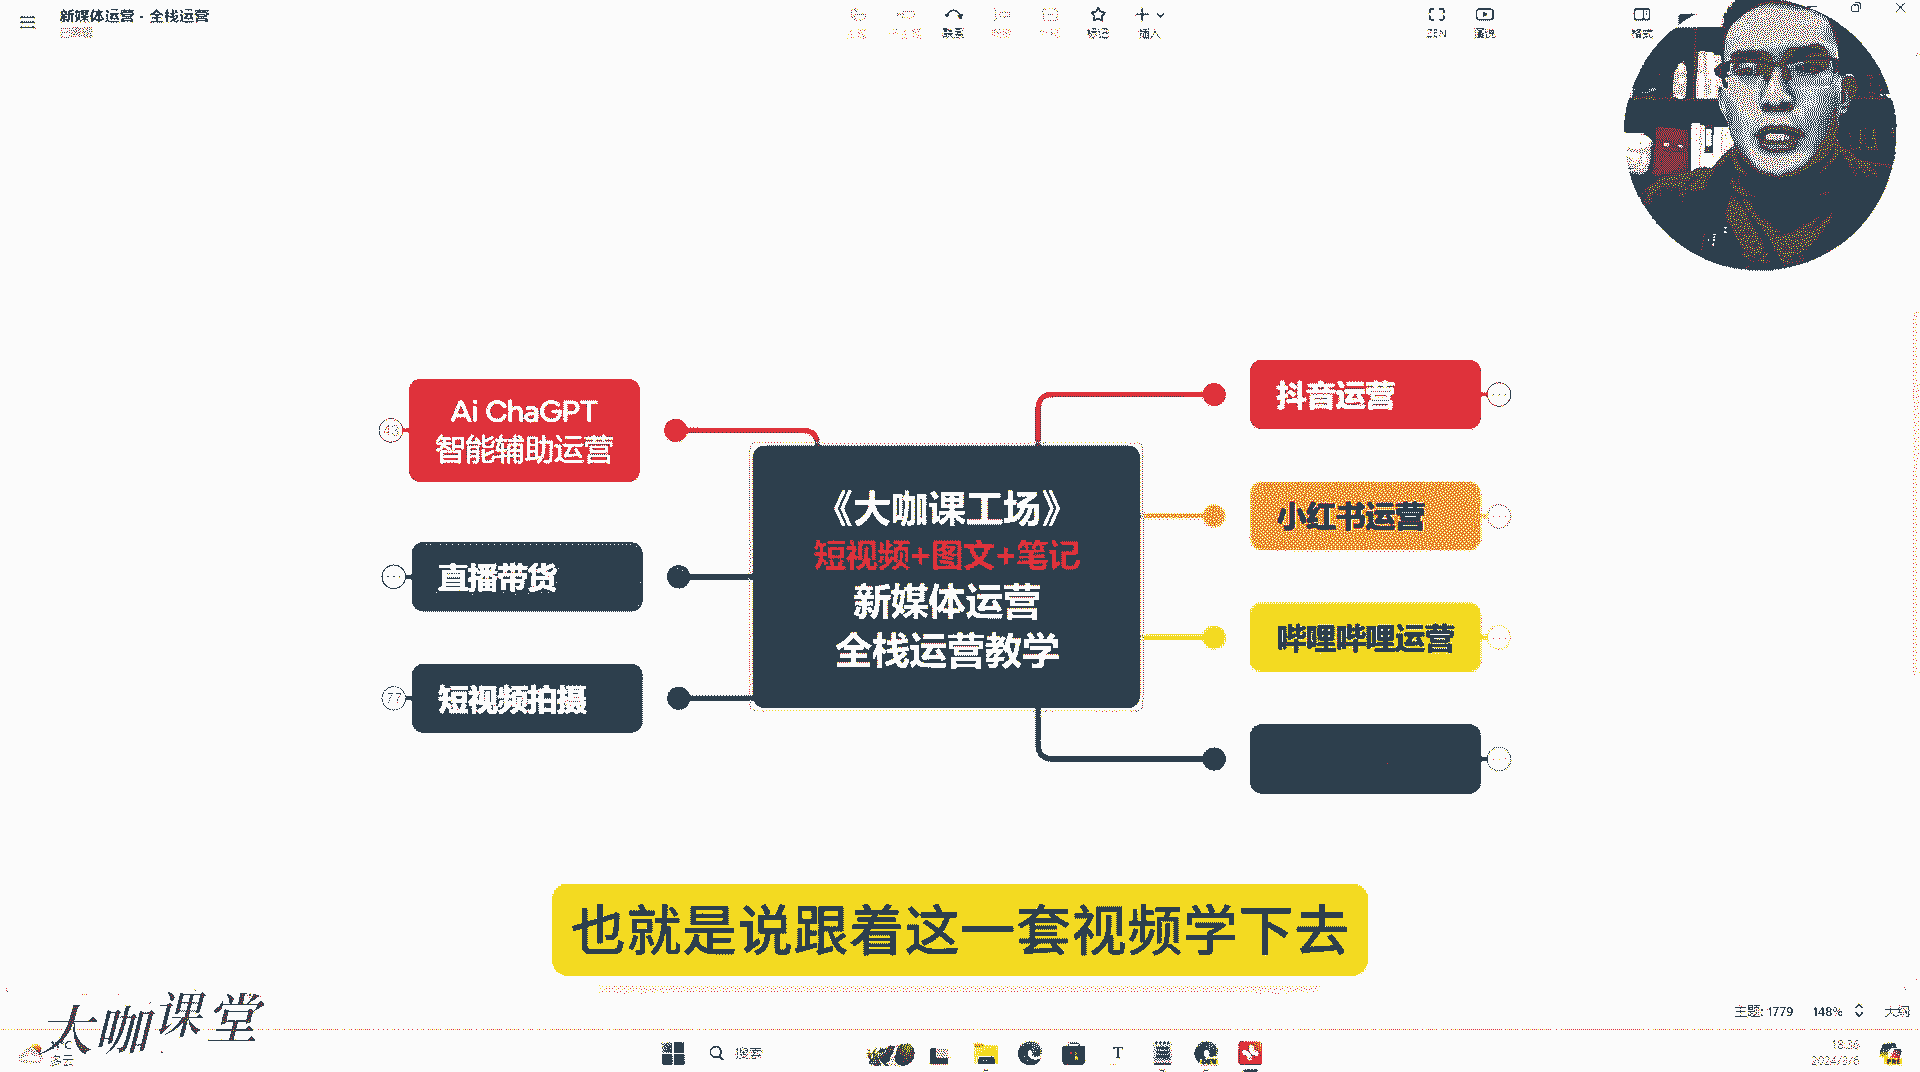 新媒体运营 - 全栈运营
联系
标记
插入
ZEN
演说
格式
Ai ChaGPT
智能辅助运营
43
直播带货
短视频拍摄
77
《大咖课工场》
短视频+图文+笔记
新媒体运营
全栈运营教学
抖音运营
小红书运营
哔哩哔哩运营
也就是说跟着这一套视频学下去
大咖课堂
主题: 1779
148%
大纲
多云
搜索
18:36
2024/3/6